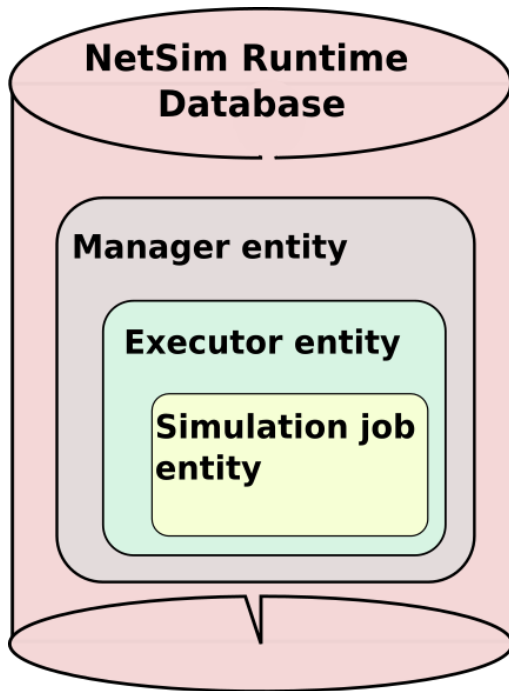 NetSim Runtime
Database
Manager entity
Executor entity
Simulation job
entity